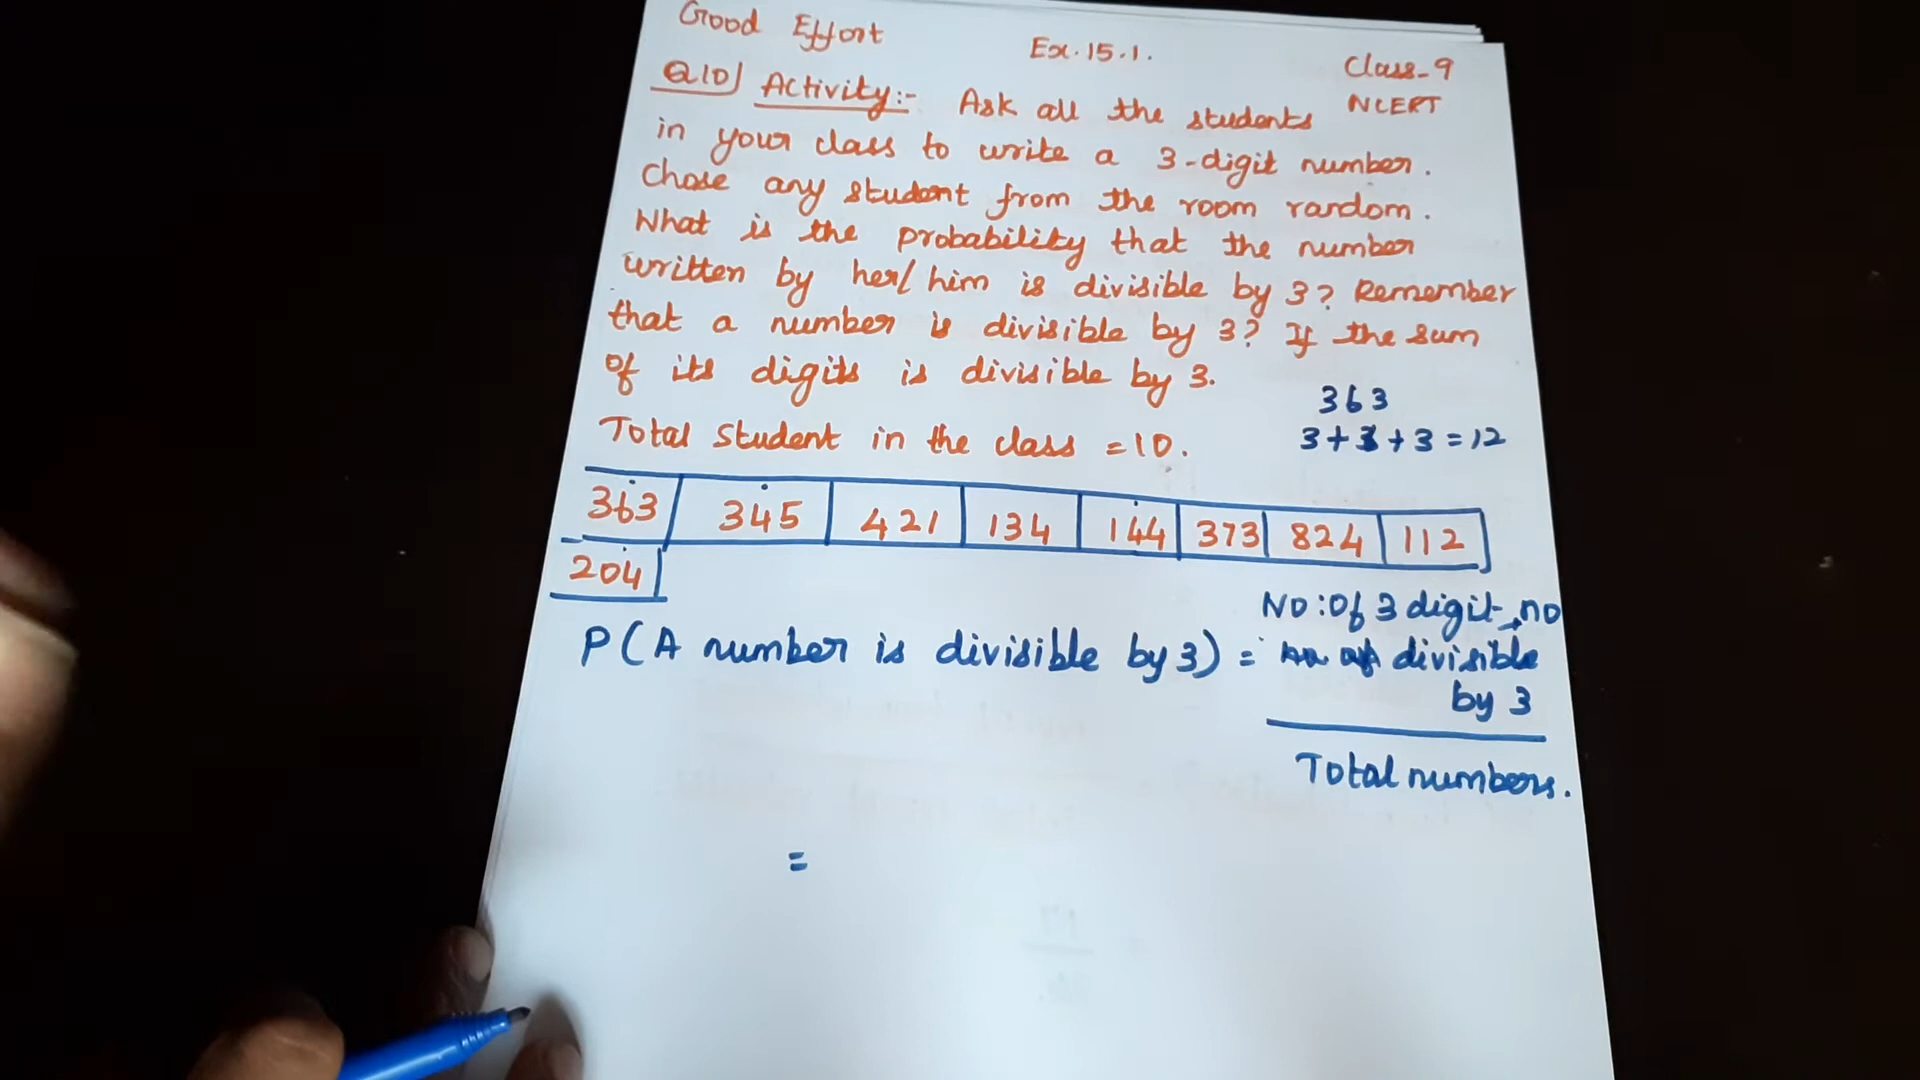 Good Effort Ex. 15.1. Class-9
Q10) Activity:- Ask all the students NCERT
in your class to write a 3-digit number.
Chose any student from the room random.
What is the probability that the number
written by her/him is divisible by 3? Remember
that a number is divisible by 3? If the sum
of its digits is divisible by 3.
363
Total Student in the class = 10.
3+ +3=12
363 345 421 134 144 373 824 112
204
No: Of 3 digit no
P(A number is divisible by 3) = divisible
by 3
Total numbers.
=